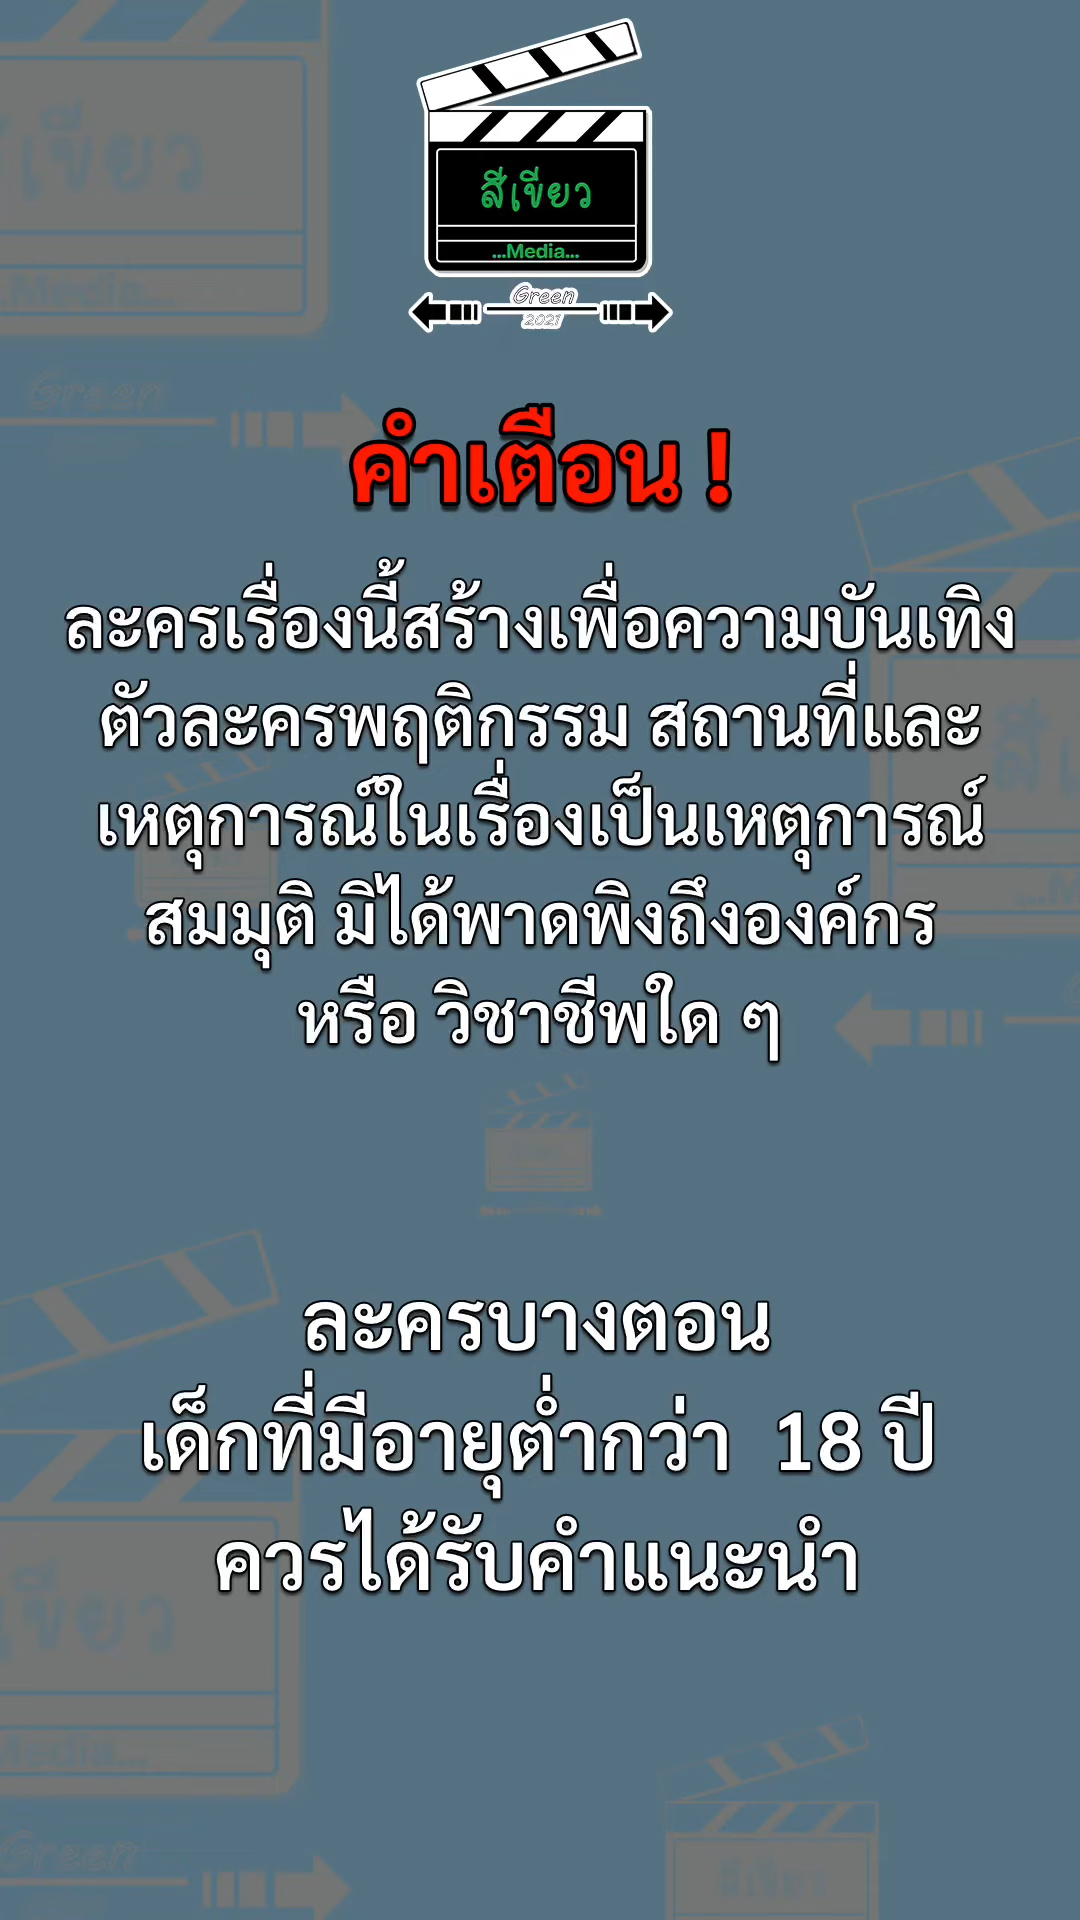 สีเขียว
...Media...
Green
2021
คำเตือน !
ละครเรื่องนี้สร้างเพื่อความบันเทิง
ตัวละครพฤติกรรม สถานที่และ
เหตุการณ์ในเรื่องเป็นเหตุการณ์
สมมุติ มิได้พาดพิงถึงองค์กร
หรือ วิชาชีพใด ๆ
ละครบางตอน
เด็กที่มีอายุต่ำกว่า 18 ปี
ควรได้รับคำแนะนำ